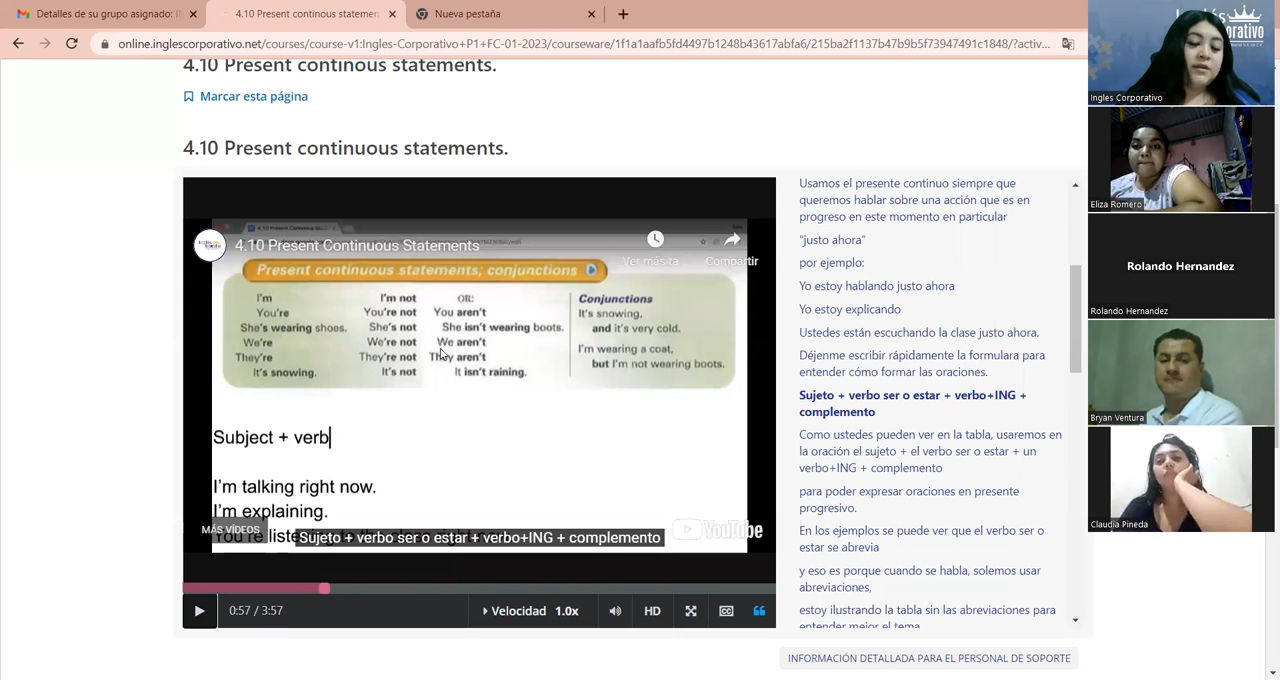 Detalles de su grupo asignado: i
4.10 Present continous statemen
Nueva pestaña
online.inglescorporativo.net/courses/course-v1:Ingles-Corporativo+P1+FC-01-2023/courseware/1f1a1aafb5fd4497b1248b43617abfa6/215ba2f1137b47b9b5f73947491c1848/?activ...
4.10 Present continous statements.
Marcar esta página
4.10 Present continuous statements.
4.10 Present Continuous Statements
Ver más ta...
Compartir
Present continuous statements; conjunctions
I'm
You're
She's wearing shoes.
We're
They're
It's snowing.
I'm not
You're not
She's not
We're not
They're not
It's not
OR:
You aren't
She isn't wearing boots.
We aren't
They aren't
It isn't raining.
Conjunctions
It's snowing,
and it's very cold.
I'm wearing a coat,
but I'm not wearing boots.
Subject + verb
I'm talking right now.
I'm explaining.
MÁS VÍDEOS
Sujeto + verbo ser o estar + verbo+ING + complemento
YouTube
0:57 / 3:57
Velocidad 1.0x
HD
CC
Usamos el presente continuo siempre que
queremos hablar sobre una acción que es en
progreso en este momento en particular
“justo ahora”
por ejemplo:
Yo estoy hablando justo ahora
Yo estoy explicando
Ustedes están escuchando la clase justo ahora.
Déjenme escribir rápidamente la formulara para
entender cómo formar las oraciones.
Sujeto + verbo ser o estar + verbo+ING +
complemento
Como ustedes pueden ver en la tabla, usaremos en
la oración el sujeto + el verbo ser o estar + un
verbo+ING + complemento
para poder expresar oraciones en presente
progresivo.
En los ejemplos se puede ver que el verbo ser o
estar se abrevia
y eso es porque cuando se habla, solemos usar
abreviaciones,
estoy ilustrando la tabla sin las abreviaciones para
entender mejor el tema
INFORMACIÓN DETALLADA PARA EL PERSONAL DE SOPORTE
Ingles Corporativo
Eliza Romero
Rolando Hernandez
Rolando Hernandez
Bryan Ventura
Claudia Pineda